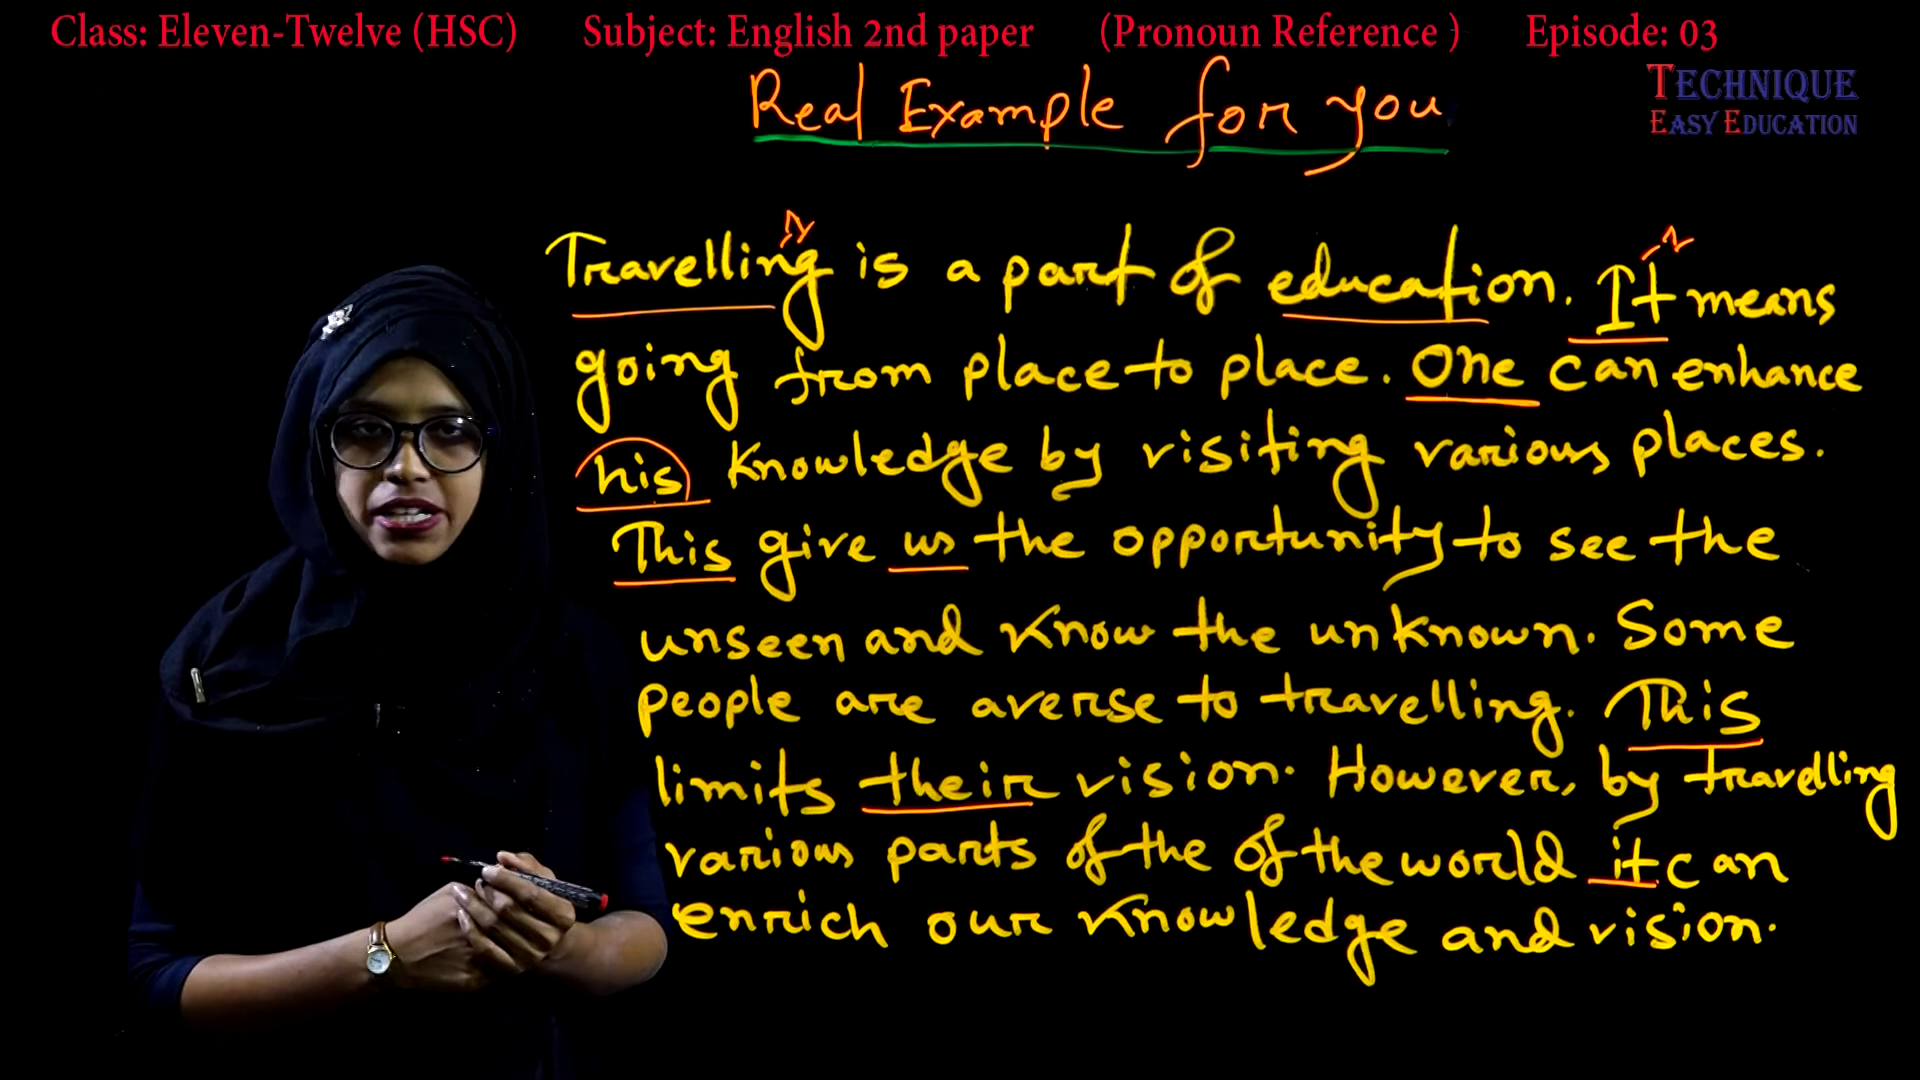 Class: Eleven-Twelve (HSC) Subject: English 2nd paper (Pronoun Reference ) Episode: 03
TECHNIQUE
EASY EDUCATION
Real Example for you
Travelling is a part of education. It means
going from place to place. One can enhance
his knowledge by visiting various places.
This give us the opportunity to see the
unseen and know the unknown. Some
people are averse to travelling. This
limits their vision. However, by travelling
various parts of the of the world it can
enrich our knowledge and vision.